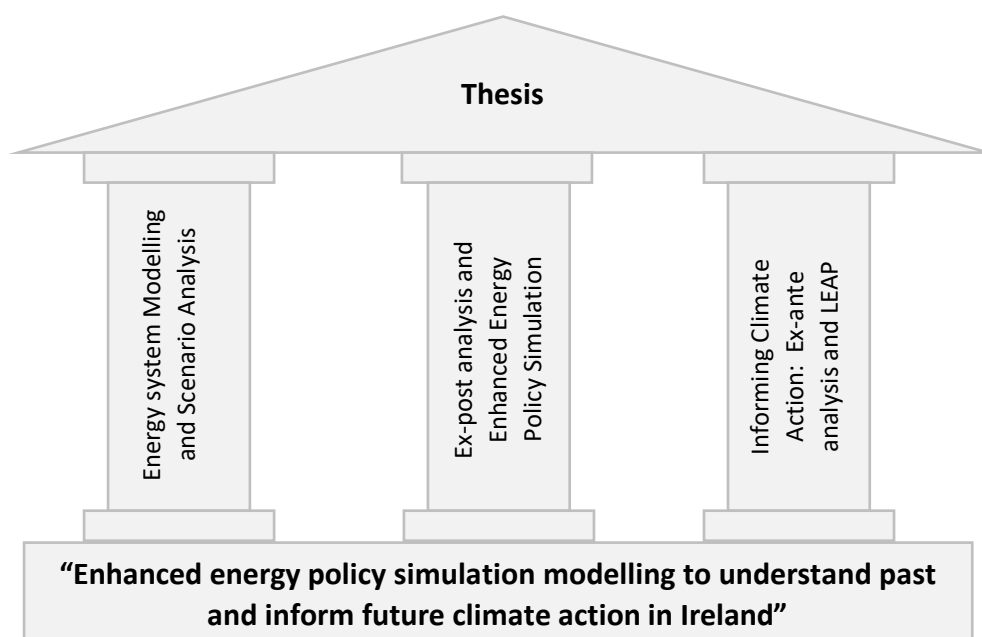 Thesis
Energy system Modelling
and Scenario Analysis
Ex-post analysis and
Enhanced Energy
Policy Simulation
Informing Climate
Action: Ex-ante
analysis and LEAP
“Enhanced energy policy simulation modelling to understand past
and inform future climate action in Ireland”